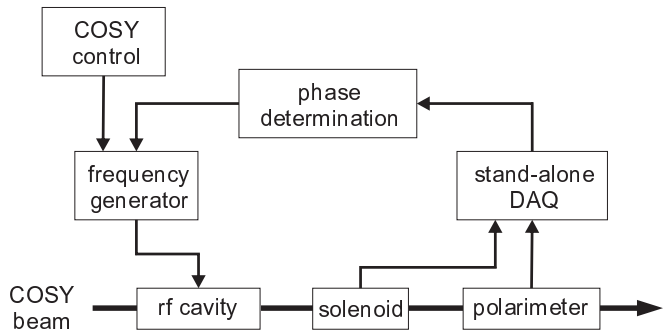 COSY
control
phase
determination
frequency
generator
stand-alone
DAQ
COSY
beam
rf cavity
solenoid
polarimeter